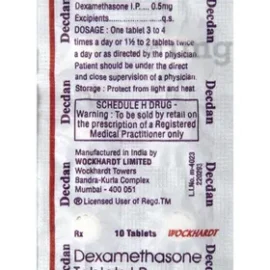 Dexamethasone I.P..... 0.5mg
Excipients..................q.s.
DOSAGE : One tablet 3 to 4
times a day or 1½ to 2 tablets twice
a day or as directed by the physician.
Patient should be under the direct
and close supervision of a physician.
Storage : Protect from light and heat
SCHEDULE H DRUG -
Warning : To be sold by retail on
the prescription of a Registered
Medical Practitioner only
Manufactured in India by
WOCKHARDT LIMITED
Wockhardt Towers
Bandra-Kurla Complex
Mumbai - 400 051
® Licensed User of Regd.TM
Rx 10 Tablets WOCKHARDT
Dexamethasone
Decdan
Decdan
Decdan
Decdan
Decdan
Decdan